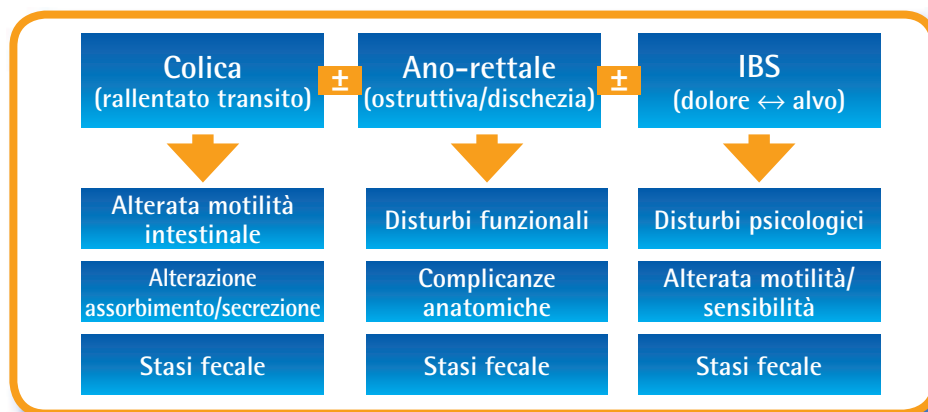 Colica
(rallentato transito)
±
Ano-rettale
(ostruttiva/dischezia)
±
IBS
(dolore ↔ alvo)
Alterata motilità
intestinale
Disturbi funzionali
Disturbi psicologici
Alterazione
assorbimento/secrezione
Complicanze
anatomiche
Alterata motilità/
sensibilità
Stasi fecale
Stasi fecale
Stasi fecale